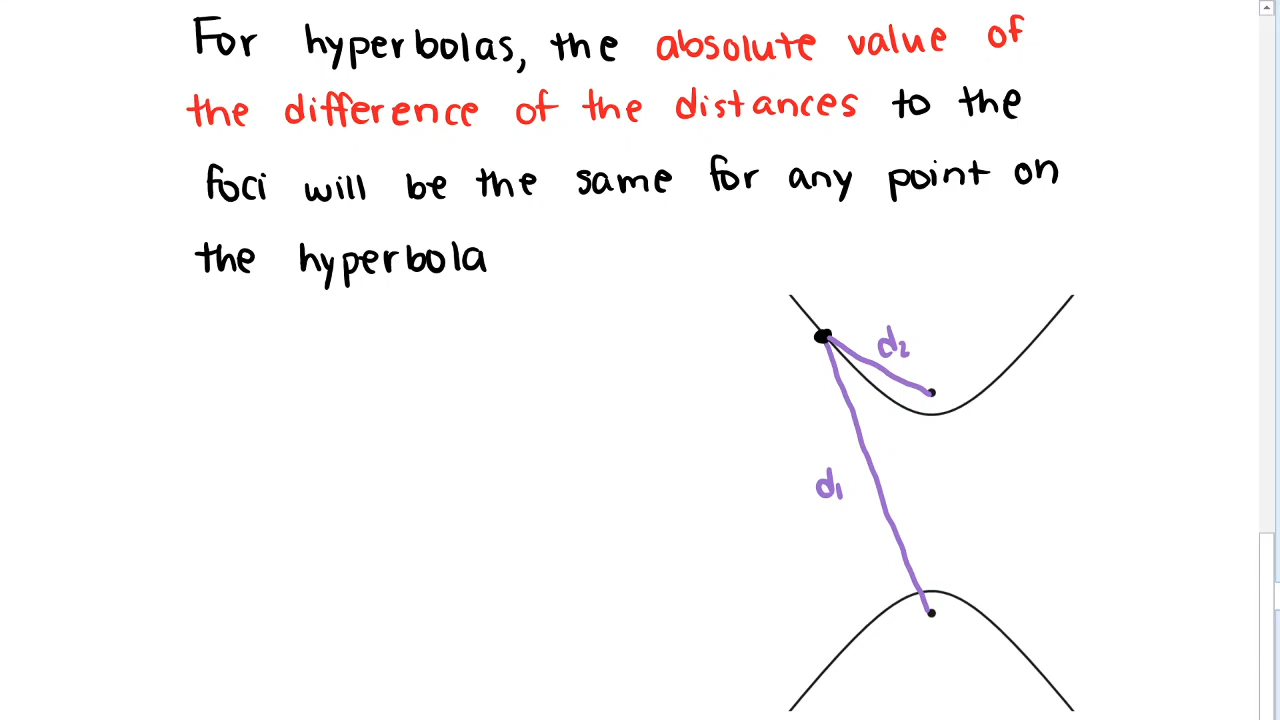 For hyperbolas, the absolute value of
the difference of the distances to the
foci will be the same for any point on
the hyperbola
d₂
d₁